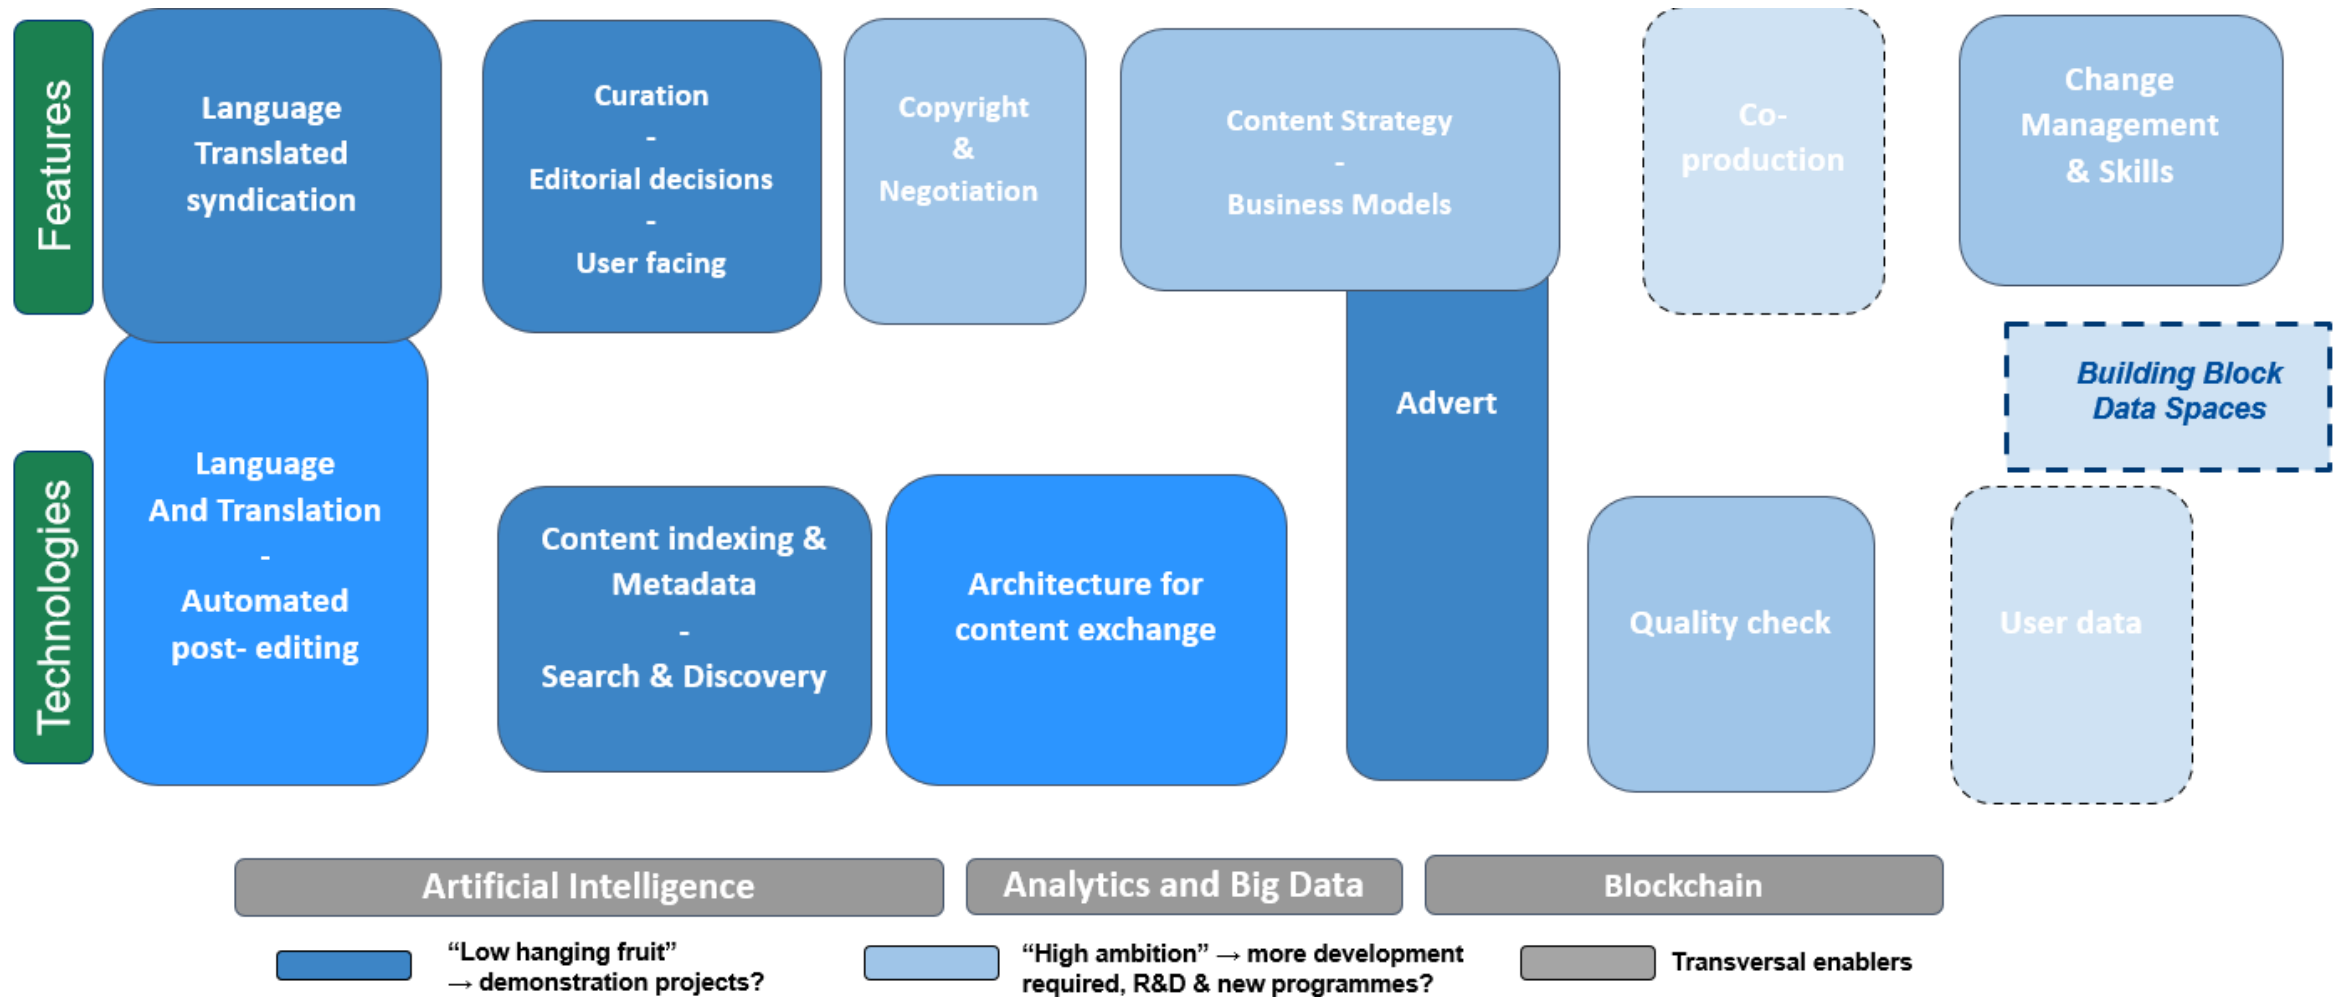 Features
Language
Translated
syndication
Curation
-
Editorial decisions
-
User facing
Copyright
&
Negotiation
Content Strategy
-
Business Models
Co-
production
Change
Management
& Skills
Advert
Building Block
Data Spaces
Technologies
Language
And Translation
-
Automated
post- editing
Content indexing &
Metadata
-
Search & Discovery
Architecture for
content exchange
Quality check
User data
Artificial Intelligence
Analytics and Big Data
Blockchain
“Low hanging fruit”
→ demonstration projects?
“High ambition” → more development
required, R&D & new programmes?
Transversal enablers